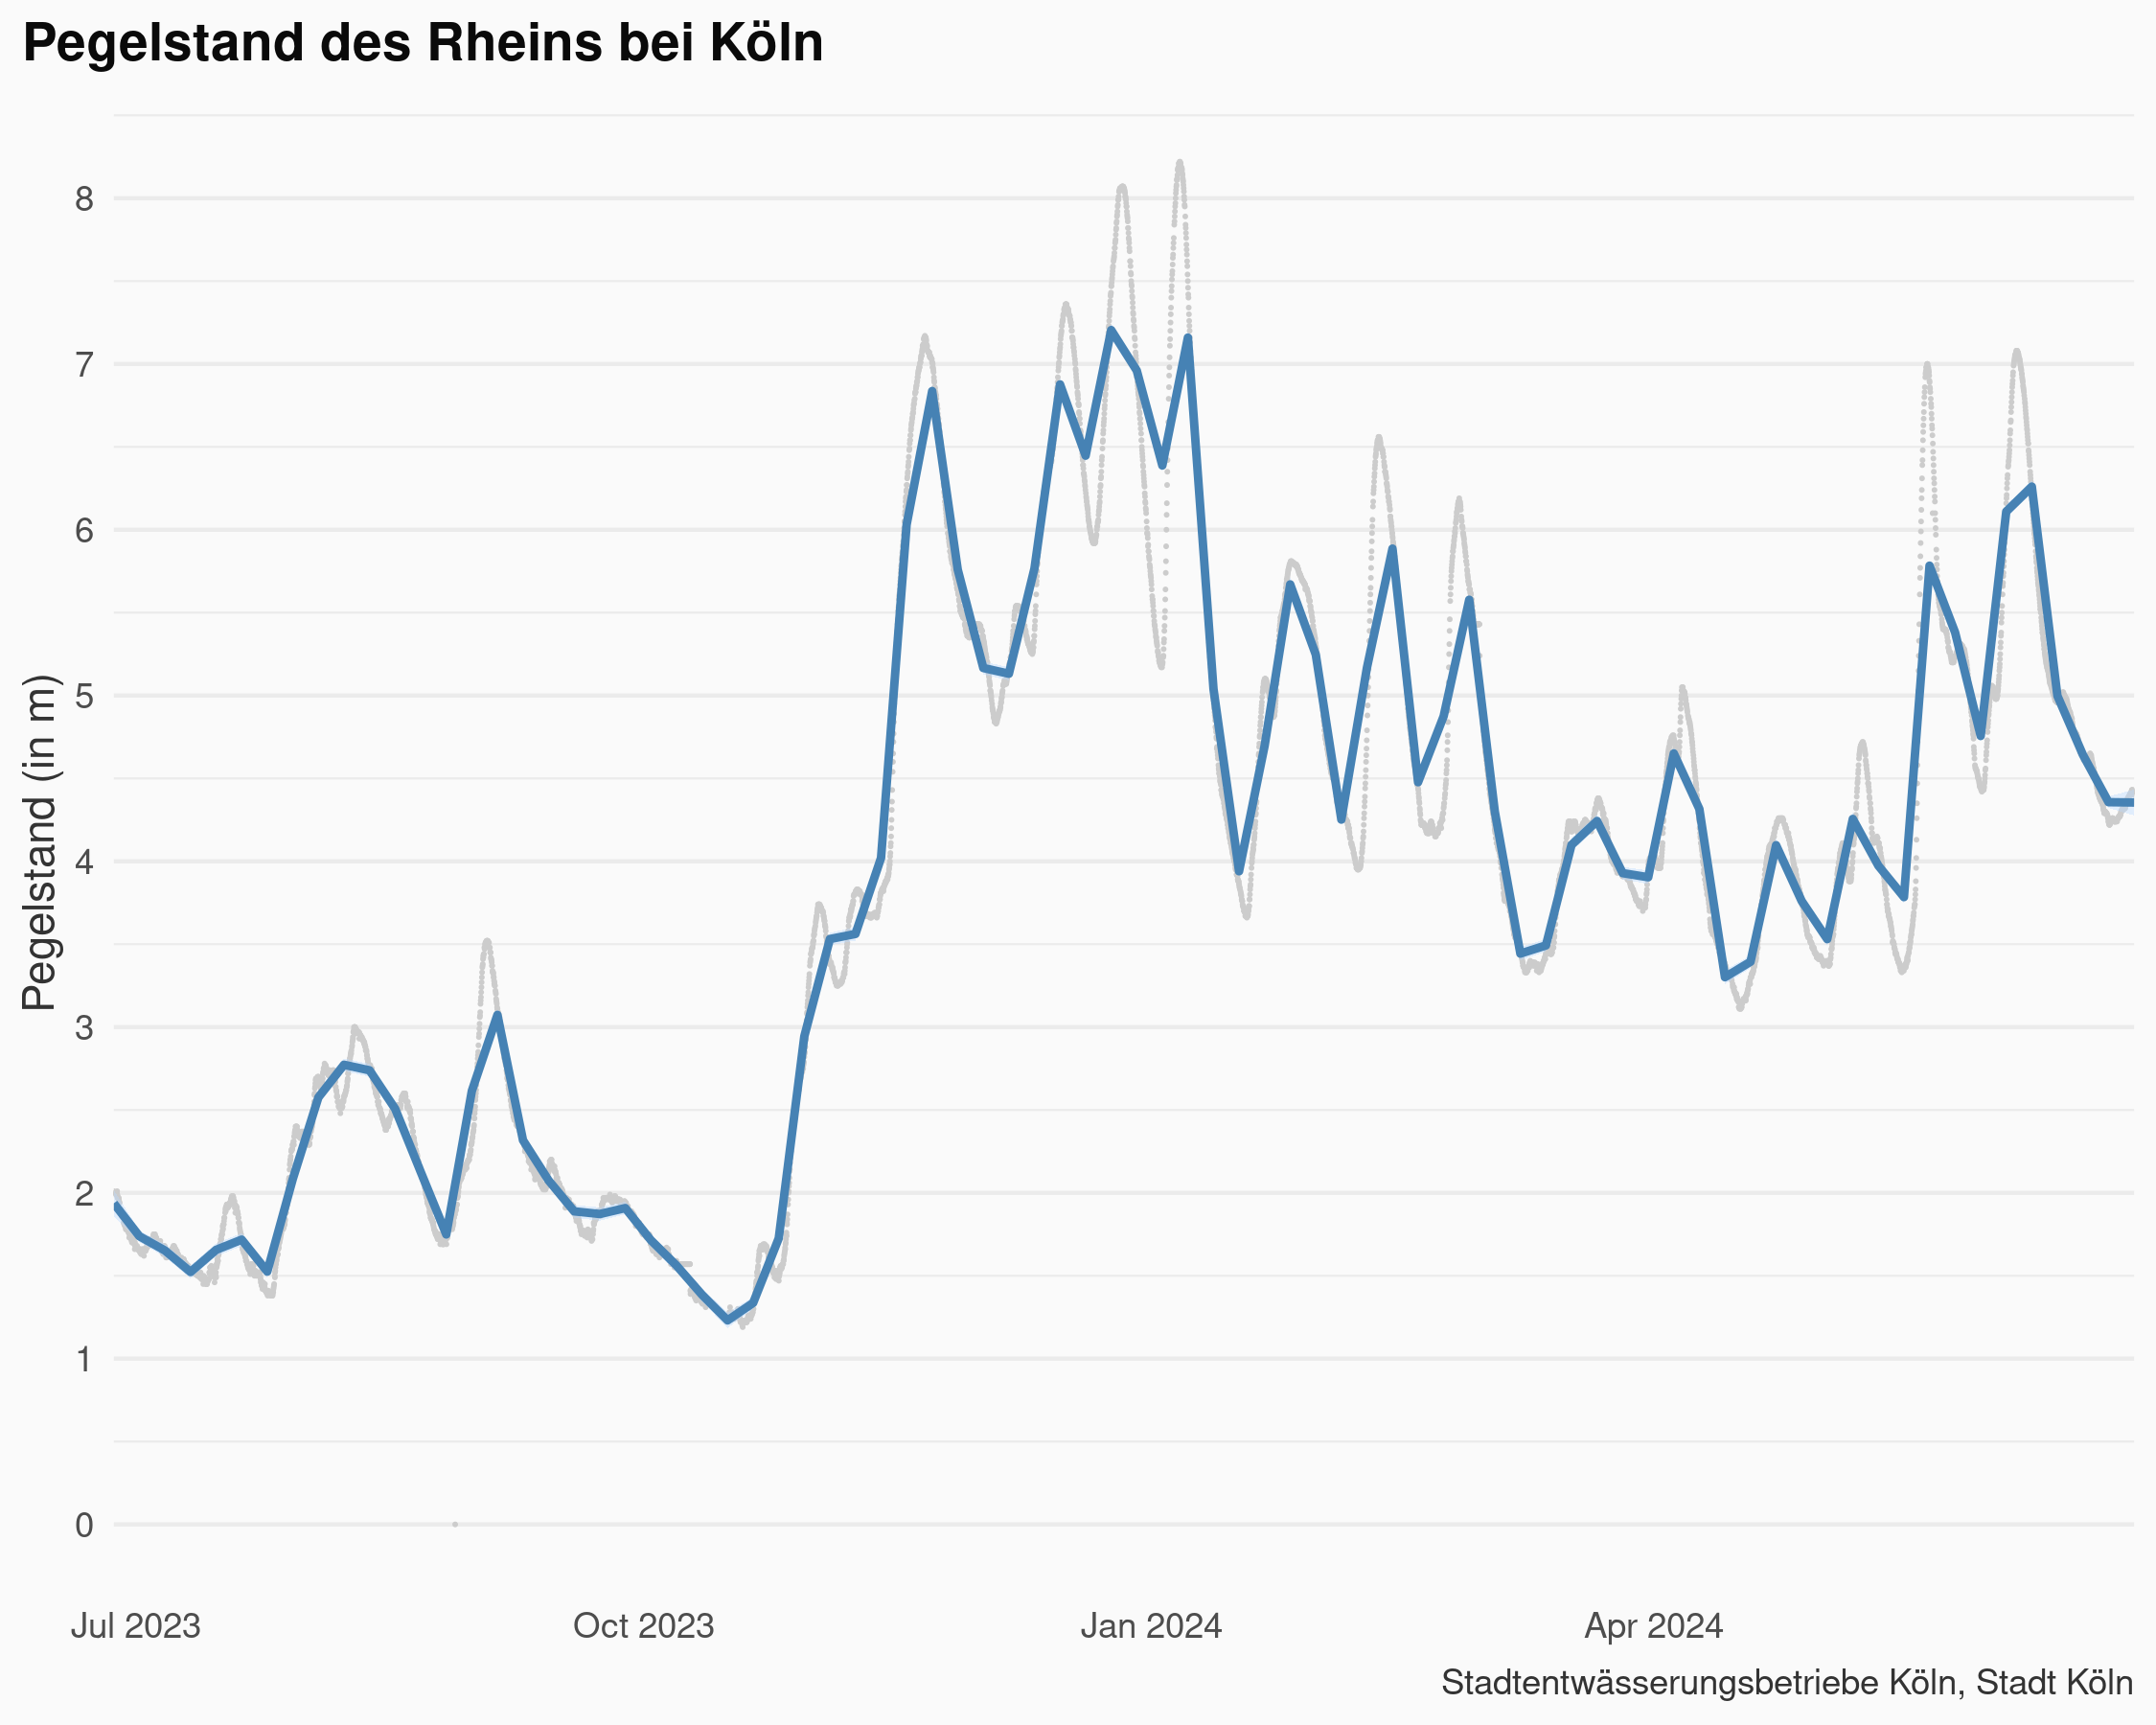 Pegelstand des Rheins bei Köln
Pegelstand (in m)
8
7
6
5
4
3
2
1
0
Jul 2023
Oct 2023
Jan 2024
Apr 2024
Stadtentwässerungsbetriebe Köln, Stadt Köln